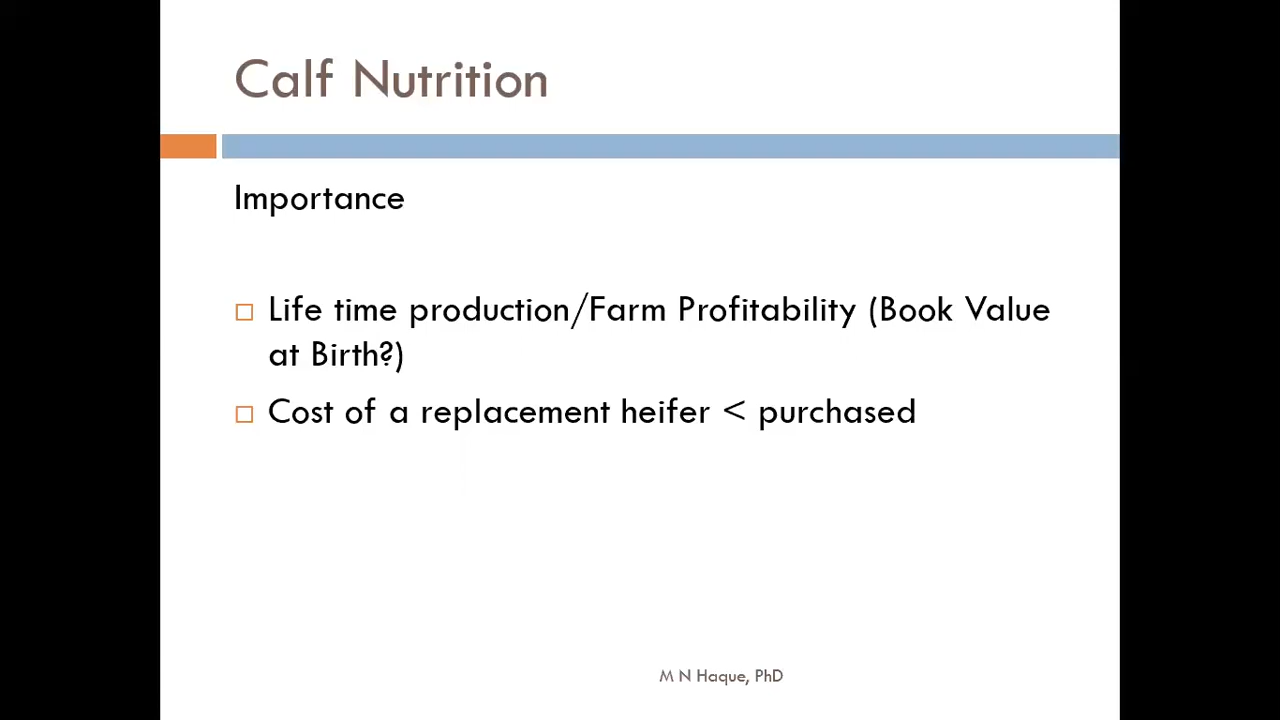 Calf Nutrition
Importance
Life time production/Farm Profitability (Book Value
at Birth?)
Cost of a replacement heifer < purchased
M N Haque, PhD